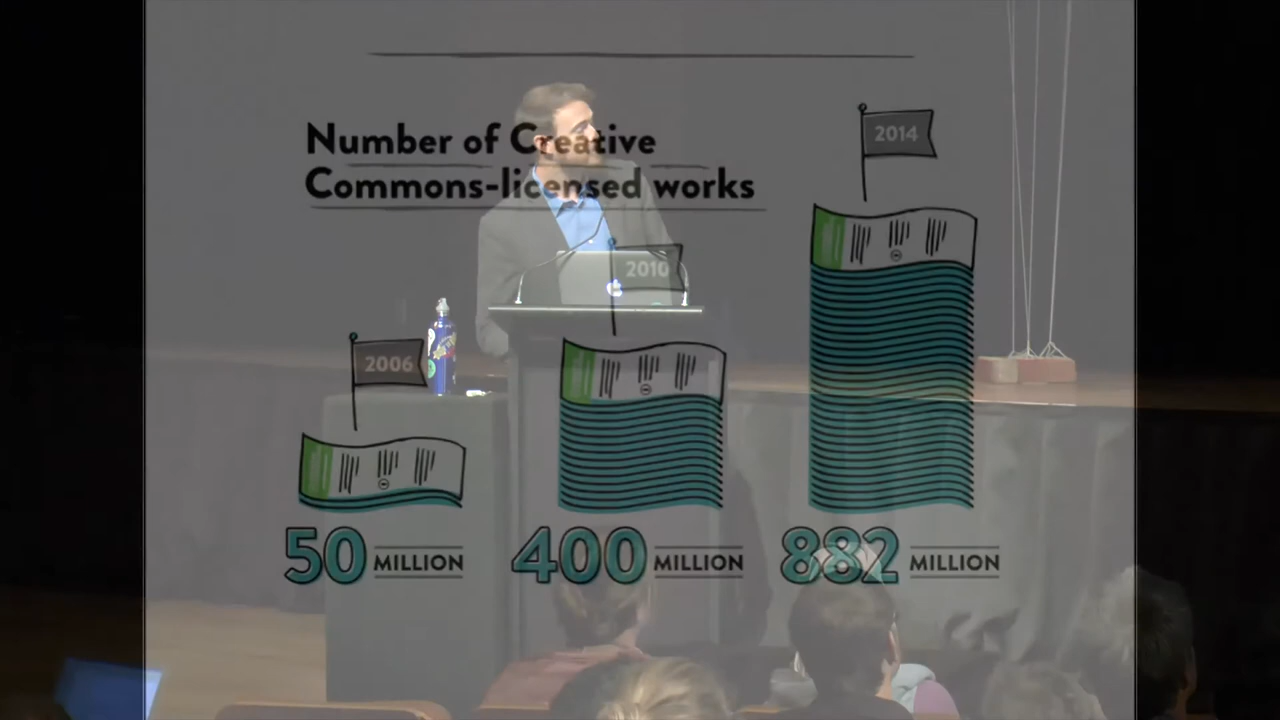 Number of Creative
Commons-licensed works
2014
2010
2006
50 MILLION
400 MILLION
882 MILLION